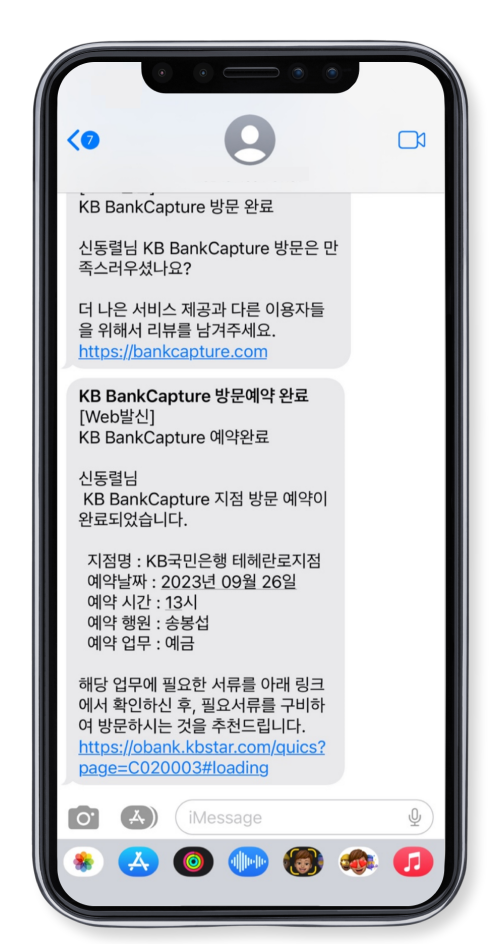 7
KB BankCapture 방문 완료
신동렬님 KB BankCapture 방문은 만
족스러우셨나요?
더 나은 서비스 제공과 다른 이용자들
을 위해서 리뷰를 남겨주세요.
https://bankcapture.com
KB BankCapture 방문예약 완료
[Web발신]
KB BankCapture 예약완료
신동렬님
KB BankCapture 지점 방문 예약이
완료되었습니다.
지점명 : KB국민은행 테헤란로지점
예약날짜 : 2023년 09월 26일
예약 시간 : 13시
예약 행원 : 송봉섭
예약 업무 : 예금
해당 업무에 필요한 서류를 아래 링크
에서 확인하신 후, 필요서류를 구비하
여 방문하시는 것을 추천드립니다.
https://obank.kbstar.com/quics?
page=C020003#loading
iMessage